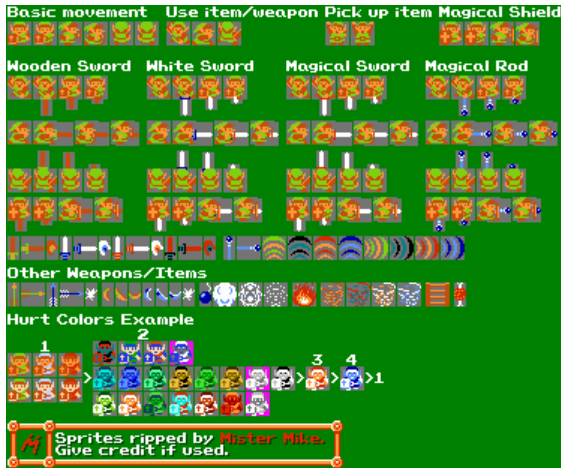 Basic movement Use item/weapon Pick up item Magical Shield
Wooden Sword White Sword Magical Sword Magical Rod
Other Weapons/Items
Hurt Colors Example
1 2
3 4
> > > >1
Sprites ripped by Mister Mike.
Give credit if used.